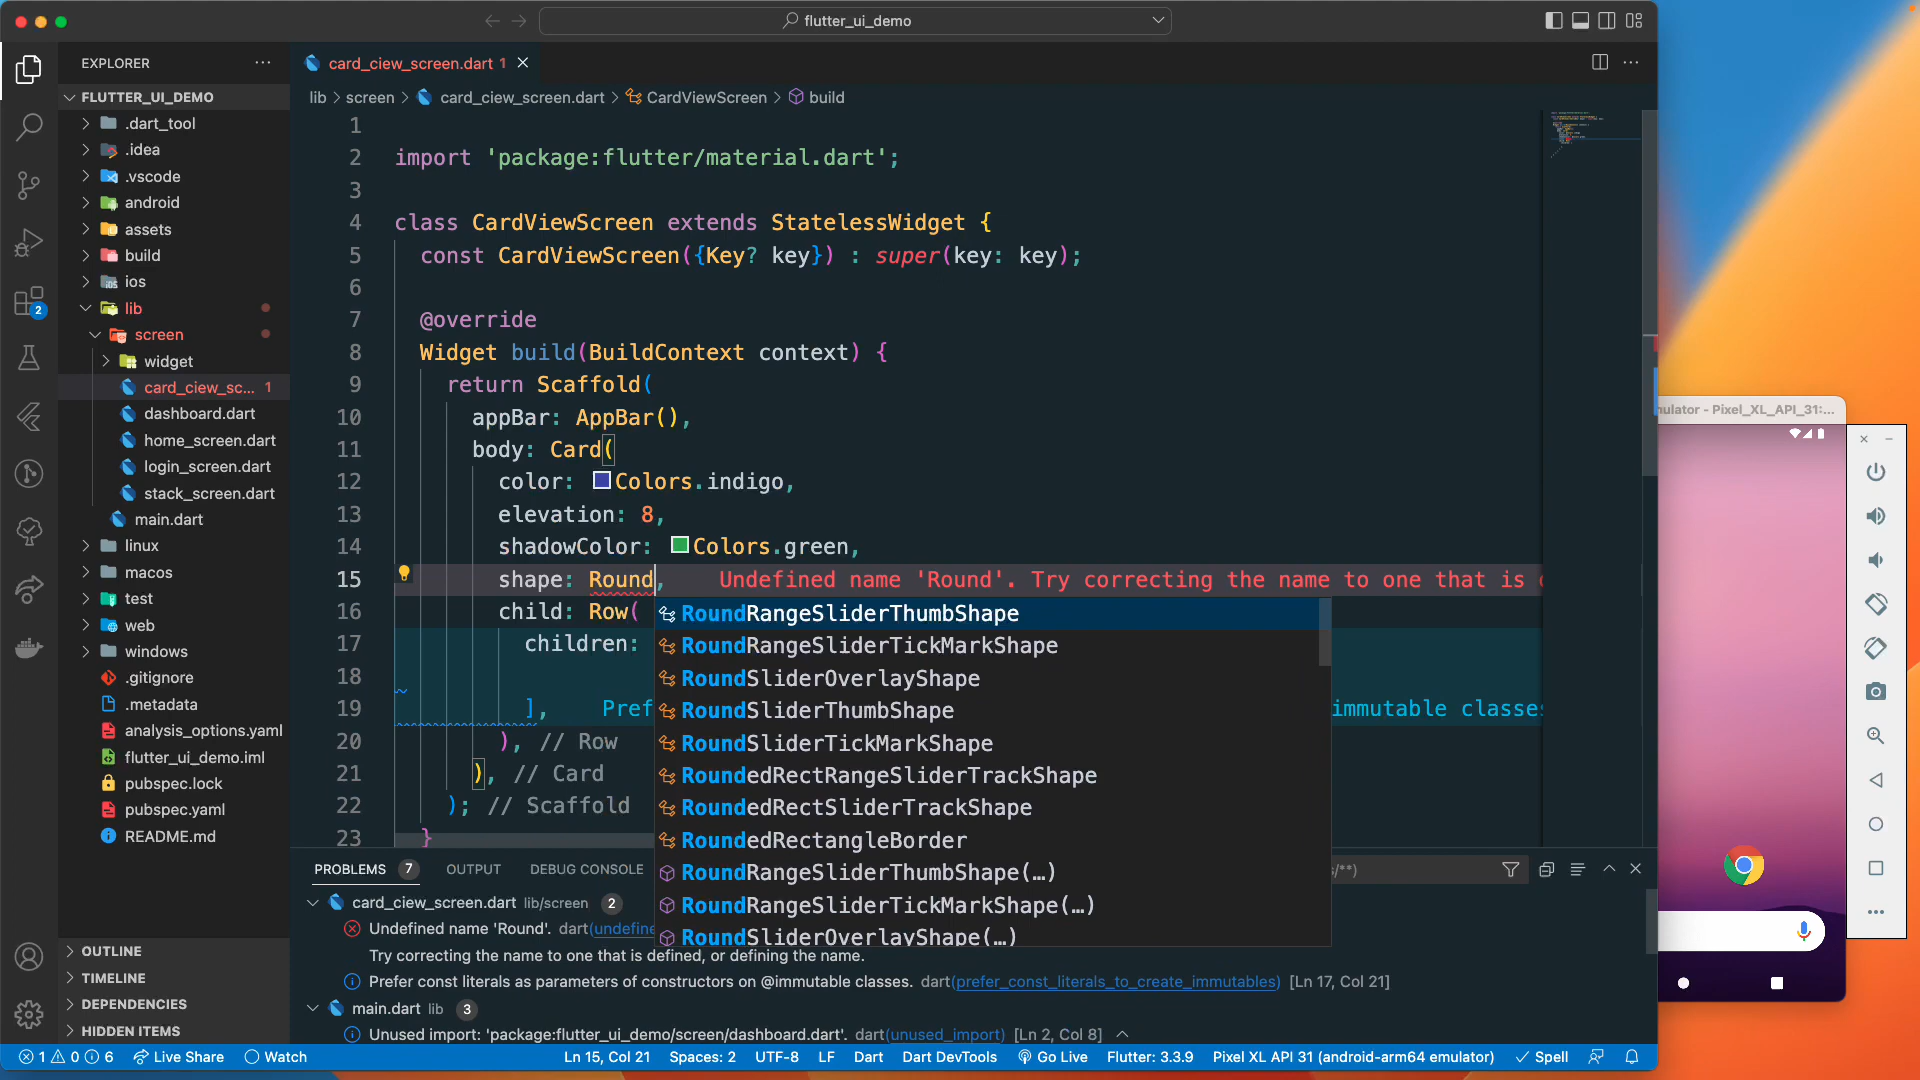 flutter_ui_demo
EXPLORER
FLUTTER_UI_DEMO
.dart_tool
.idea
.vscode
android
assets
build
ios
lib
screen
widget
card_ciew_sc... 1
dashboard.dart
home_screen.dart
login_screen.dart
stack_screen.dart
main.dart
linux
macos
test
web
windows
.gitignore
.metadata
analysis_options.yaml
flutter_ui_demo.iml
pubspec.lock
pubspec.yaml
README.md
OUTLINE
TIMELINE
DEPENDENCIES
HIDDEN ITEMS
2
card_ciew_screen.dart 1
lib > screen > card_ciew_screen.dart > CardViewScreen > build
1
2 import 'package:flutter/material.dart';
3
4 class CardViewScreen extends StatelessWidget {
5 const CardViewScreen({Key? key}) : super(key: key);
6
7 @override
8 Widget build(BuildContext context) {
9 return Scaffold(
10 appBar: AppBar(),
11 body: Card(
12 color: Colors.indigo,
13 elevation: 8,
14 shadowColor: Colors.green,
15 shape: Round, Undefined name 'Round'. Try correcting the name to one that is
16 child: Row(
17 children:
18
19 ], Pref immutable classes
20 ), // Row
21 ), // Card
22 ); // Scaffold
23 }
RoundRangeSliderThumbShape
RoundRangeSliderTickMarkShape
RoundSliderOverlayShape
RoundSliderThumbShape
RoundSliderTickMarkShape
RoundedRectRangeSliderTrackShape
RoundedRectSliderTrackShape
RoundedRectangleBorder
RoundRangeSliderThumbShape(…)
RoundRangeSliderTickMarkShape(…)
RoundSliderOverlayShape(…)
PROBLEMS 7 OUTPUT DEBUG CONSOLE s/**)
card_ciew_screen.dart lib/screen 2
Undefined name 'Round'. dart(undefine
Try correcting the name to one that is defined, or defining the name.
Prefer const literals as parameters of constructors on @immutable classes. dart(prefer_const_literals_to_create_immutables) [Ln 17, Col 21]
main.dart lib 3
Unused import: 'package:flutter_ui_demo/screen/dashboard.dart'. dart(unused_import) [Ln 2, Col 8]
1 0 6 Live Share Watch Ln 15, Col 21 Spaces: 2 UTF-8 LF Dart Dart DevTools Go Live Flutter: 3.3.9 Pixel XL API 31 (android-arm64 emulator) Spell
ulator - Pixel_XL_API_31:...